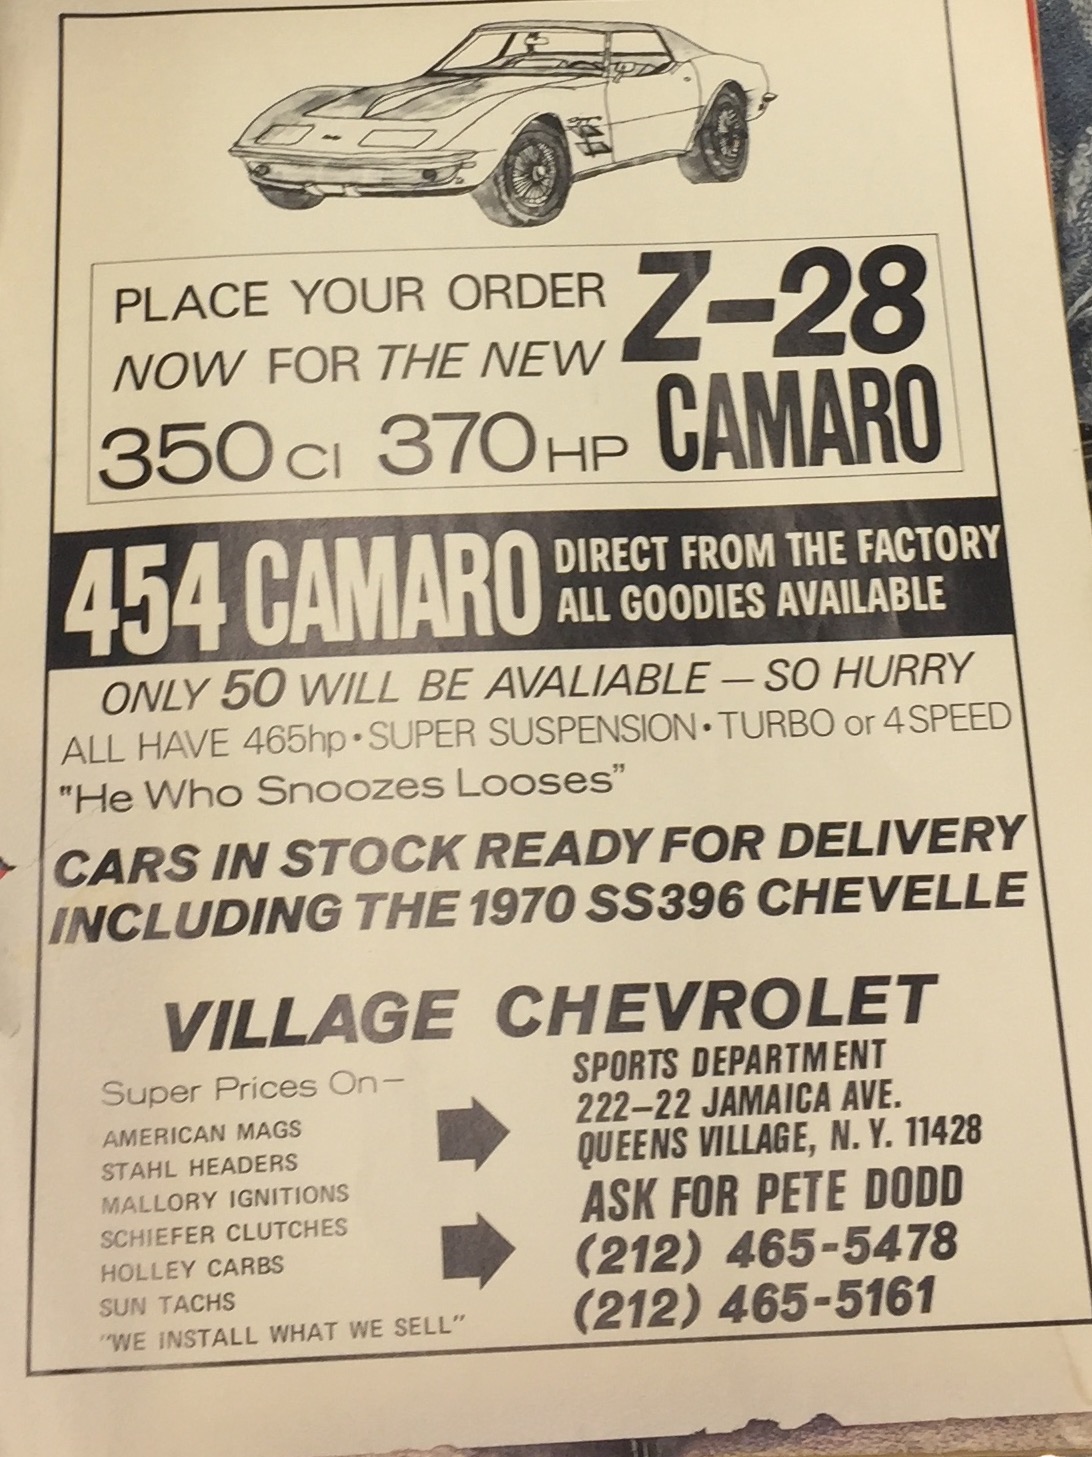 PLACE YOUR ORDER
NOW FOR THE NEW
350 CI 370 HP
Z-28
CAMARO
454 CAMARO
DIRECT FROM THE FACTORY
ALL GOODIES AVAILABLE
ONLY 50 WILL BE AVALIABLE — SO HURRY
ALL HAVE 465hp • SUPER SUSPENSION • TURBO or 4 SPEED
"He Who Snoozes Looses"
CARS IN STOCK READY FOR DELIVERY
INCLUDING THE 1970 SS396 CHEVELLE
VILLAGE CHEVROLET
Super Prices On—
AMERICAN MAGS
STAHL HEADERS
MALLORY IGNITIONS
SCHIEFER CLUTCHES
HOLLEY CARBS
SUN TACHS
"WE INSTALL WHAT WE SELL"
SPORTS DEPARTMENT
222-22 JAMAICA AVE.
QUEENS VILLAGE, N. Y. 11428
ASK FOR PETE DODD
(212) 465-5478
(212) 465-5161